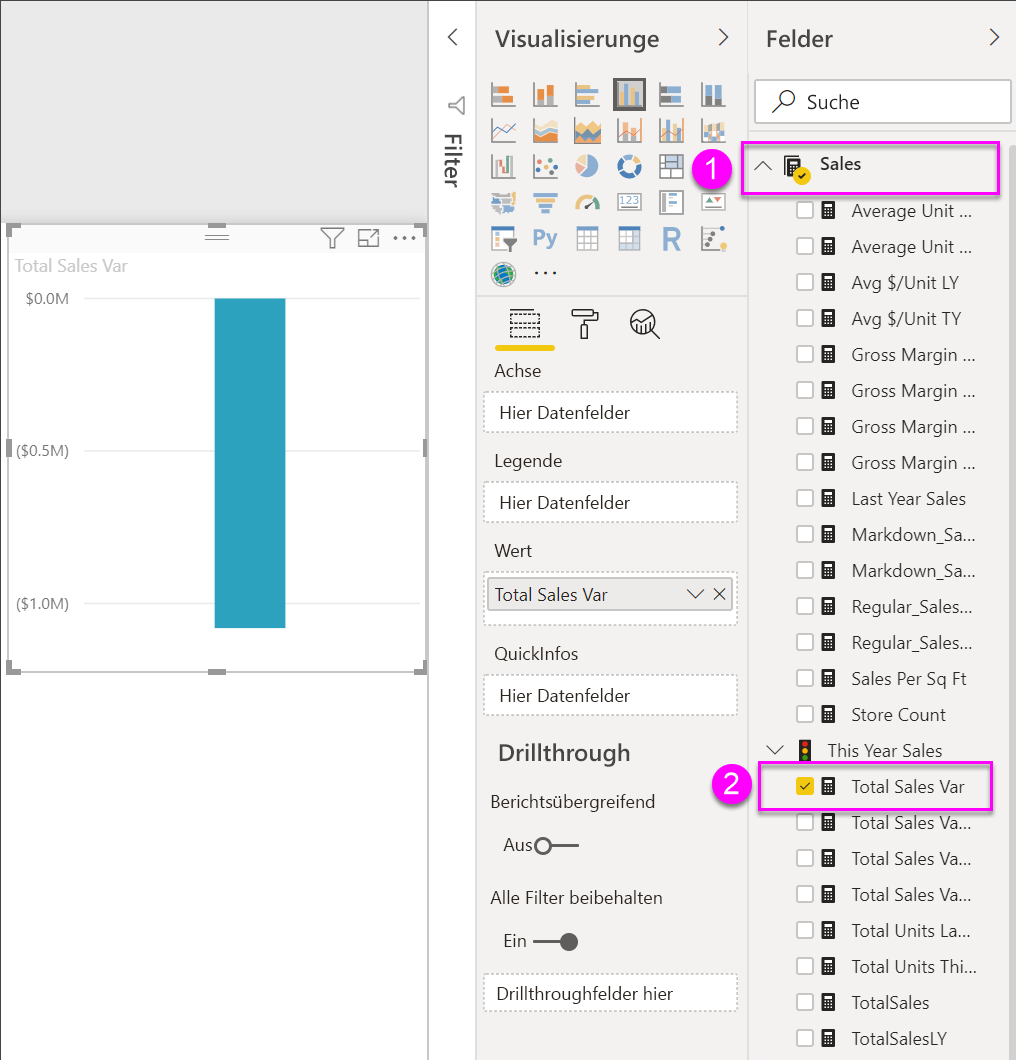 Total Sales Var
$0.0M
($0.5M)
($1.0M)
Filter
Visualisierunge
123
Py
R
Achse
Hier Datenfelder
Legende
Hier Datenfelder
Wert
Total Sales Var
QuickInfos
Hier Datenfelder
Drillthrough
Berichtsübergreifend
Aus
Alle Filter beibehalten
Ein
Drillthroughfelder hier
Felder
Suche
1
Sales
Average Unit ...
Average Unit ...
Avg $/Unit LY
Avg $/Unit TY
Gross Margin ...
Gross Margin ...
Gross Margin ...
Gross Margin ...
Last Year Sales
Markdown_Sa...
Markdown_Sa...
Regular_Sales...
Regular_Sales...
Sales Per Sq Ft
Store Count
This Year Sales
2
Total Sales Var
Total Sales Va...
Total Sales Va...
Total Sales Va...
Total Units La...
Total Units Thi...
TotalSales
TotalSalesLY